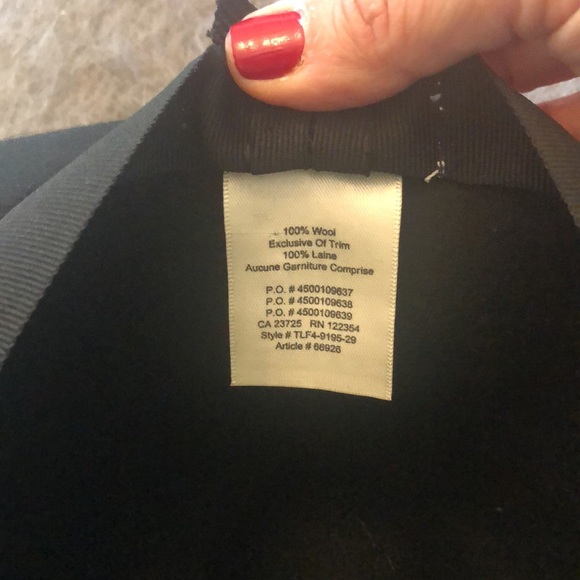 100% Wool
Exclusive Of Trim
100% Laine
Aucune Garniture Comprise
P.O. # 4500109637
P.O. # 4500109638
P.O. # 4500109639
CA 23725 RN 122354
Style # TLF4-9195-29
Article # 66926